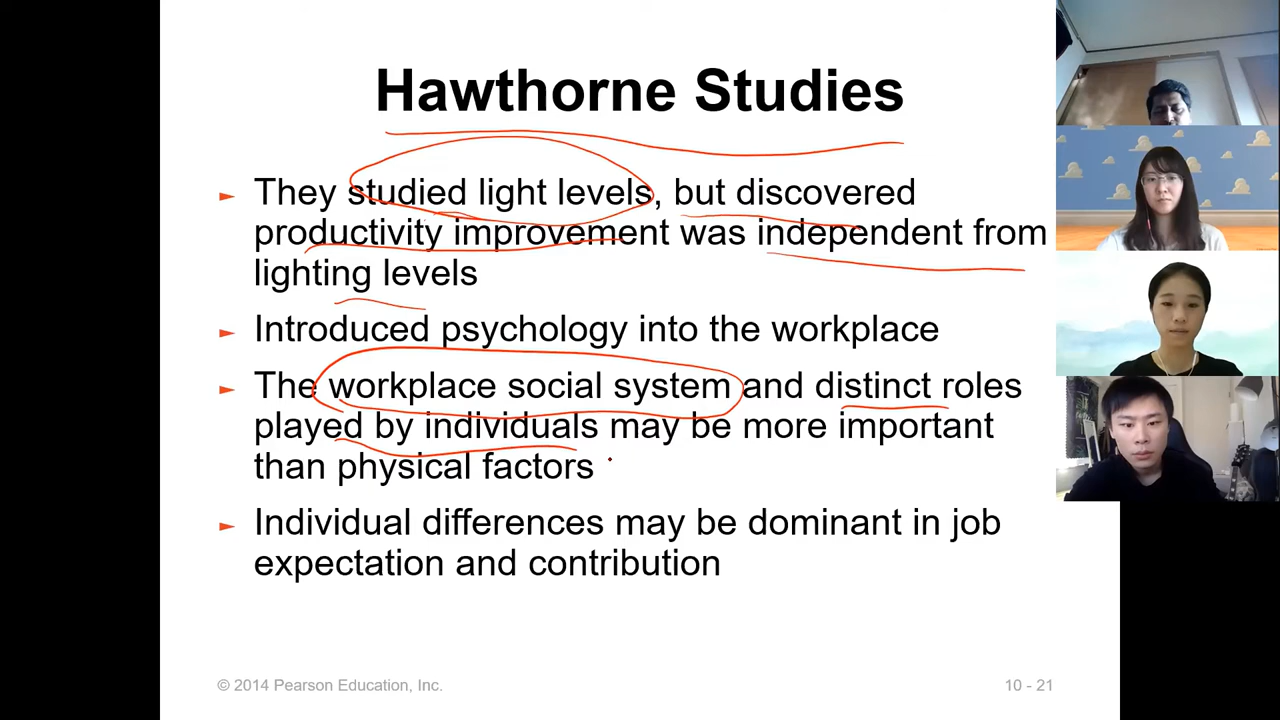 Hawthorne Studies
► They studied light levels, but discovered
productivity improvement was independent from
lighting levels
► Introduced psychology into the workplace
► The workplace social system and distinct roles
played by individuals may be more important
than physical factors
► Individual differences may be dominant in job
expectation and contribution
© 2014 Pearson Education, Inc.
10 - 21